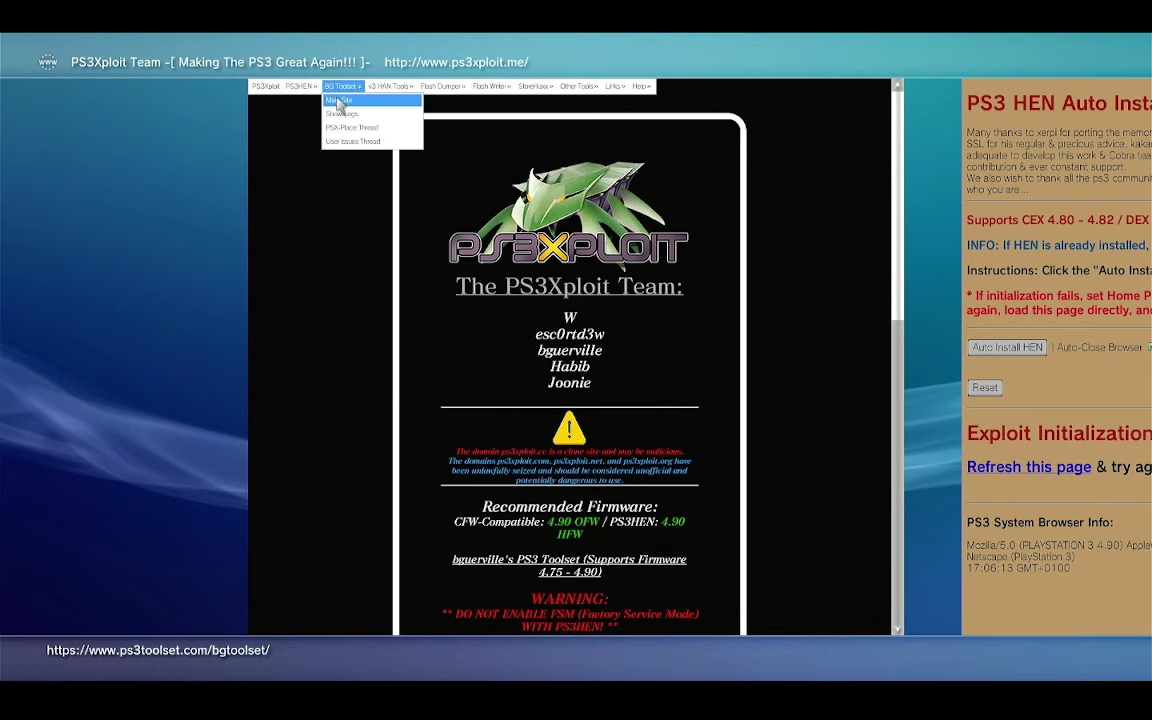 PS3Xploit Team -[ Making The PS3 Great Again!!! ]- http://www.ps3xploit.me/
PS3Xploit PS3HEN » BG Toolset » v3 HAN Tools » Flash Dumper » Flash Writer » StoreHaxx » Other Tools » Links » Help »
Main Site
Show Logs
PSX-Place Thread
User Issues Thread
PS3XPLOIT
The PS3Xploit Team:
W
esc0rtd3w
bguerville
Habib
Joonie
The domain ps3xploit.cc is a clone site and may be malicious.
The domains ps3xploit.com, ps3xploit.net, and ps3xploit.org have
been unlawfully seized and should be considered unofficial and
potentially dangerous to use.
Recommended Firmware:
CFW-Compatible: 4.90 OFW / PS3HEN: 4.90
HFW
bguerville's PS3 Toolset (Supports Firmware
4.75 - 4.90)
WARNING:
** DO NOT ENABLE FSM (Factory Service Mode)
WITH PS3HEN! **
PS3 HEN Auto Insta
Many thanks to xerpi for porting the memor
SSL for his regular & precious advice, kaka
adequate to develop this work & Cobra tea
contribution & ever constant support.
We also wish to thank all the ps3 communi
who you are...
Supports CEX 4.80 - 4.82 / DEX
INFO: If HEN is already installed,
Instructions: Click the "Auto Insta
* If initialization fails, set Home P
again, load this page directly, and
Auto Install HEN | Auto-Close Browser
Reset
Exploit Initialization
Refresh this page & try ag
PS3 System Browser Info:
Mozilla/5.0 (PLAYSTATION 3 4.90) Apple
Netscape (PlayStation 3)
17:06:13 GMT+0100
https://www.ps3toolset.com/bgtoolset/